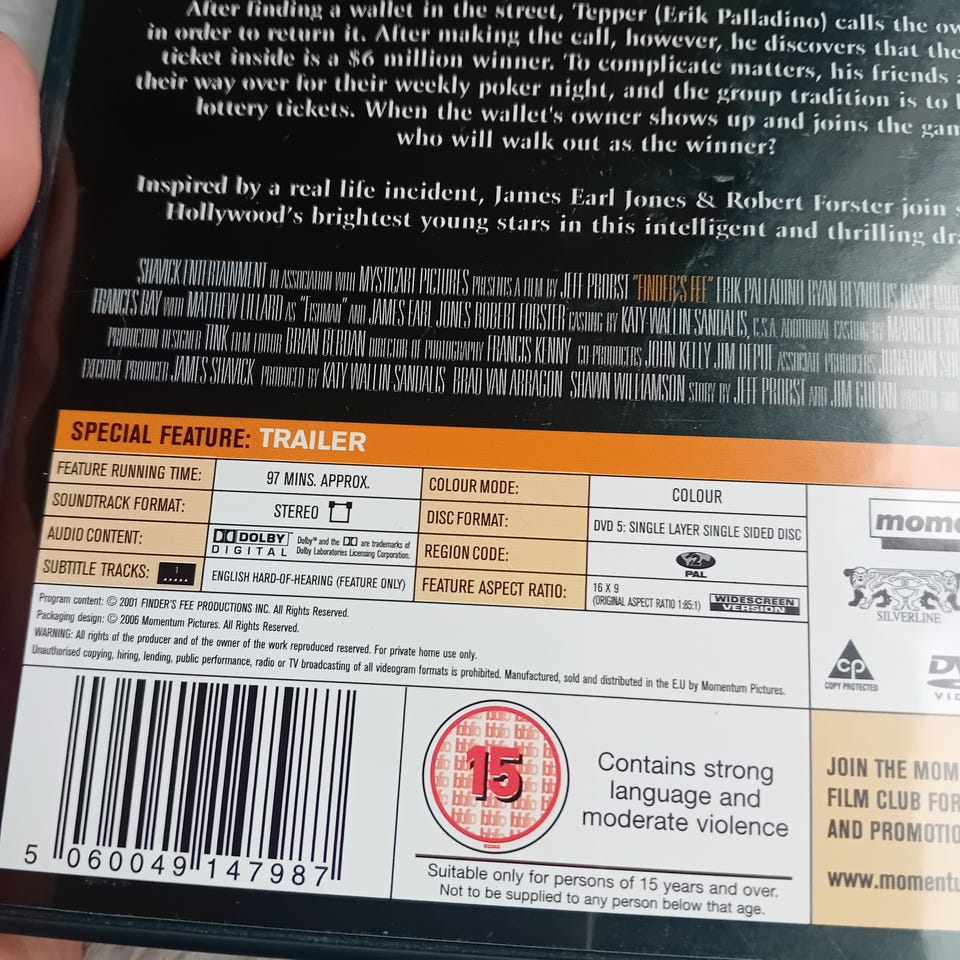 After finding a wallet in the street, Tepper (Erik Palladino) calls the
in order to return it. After making the call, however, he discovers that the
ticket inside is a $6 million winner. To complicate matters, his friends
their way over for their weekly poker night, and the group tradition is to
lottery tickets. When the wallet's owner shows up and joins the
who will walk out as the winner?
Inspired by a real life incident, James Earl Jones & Robert Forster join
Hollywood's brightest young stars in this intelligent and thrilling
SHAVICK ENTERTAINMENT IN ASSOCIATION WITH MYSTICART PICTURES PRESENTS A FILM BY JEFF PROBST "FINDER'S FEE" ERIK PALLADINO RYAN REYNOLDS
FRANCES BAY WITH MATTHEW LILLARD AS "FISHMAN" AND JAMES EARL JONES ROBERT FORSTER CASTING BY KATY WALLIN-SANDALIS, C.S.A. ADDITIONAL CASTING BY
PRODUCTION DESIGNER TINK FILM EDITOR BRIAN BERDAN DIRECTOR OF PHOTOGRAPHY FRANCIS KENNY CO-PRODUCERS JOHN KELLY JIM DEPUE ASSOCIATE PRODUCERS JONATHAN
EXECUTIVE PRODUCER JAMES SHAVICK PRODUCED BY KATY WALLIN-SANDALIS BRAD VAN ARRAGON SHAWN WILLIAMSON STORY BY JEFF PROBST AND JIM
SPECIAL FEATURE: TRAILER
FEATURE RUNNING TIME: 97 MINS. APPROX.
SOUNDTRACK FORMAT: STEREO
AUDIO CONTENT: DOLBY DIGITAL Dolby™ and the DD are trademarks of
Dolby Laboratories Licensing Corporation.
SUBTITLE TRACKS: 1 ENGLISH HARD-OF-HEARING (FEATURE ONLY)
COLOUR MODE: COLOUR
DISC FORMAT: DVD 5: SINGLE LAYER SINGLE SIDED DISC
REGION CODE: 2 PAL
FEATURE ASPECT RATIO: 16 X 9
(ORIGINAL ASPECT RATIO 1:85:1) WIDESCREEN VERSION
SILVERLINE
CP
COPY PROTECTED
Program content: © 2001 FINDER'S FEE PRODUCTIONS INC. All Rights Reserved.
Packaging design: © 2006 Momentum Pictures. All Rights Reserved.
WARNING: All rights of the producer and of the owner of the work reproduced reserved. For private home use only.
Unauthorised copying, hiring, lending, public performance, radio or TV broadcasting of all videogram formats is prohibited. Manufactured, sold and distributed in the E.U by Momentum Pictures.
5 060049 147987
bbfc
15
Contains strong
language and
moderate violence
Suitable only for persons of 15 years and over.
Not to be supplied to any person below that age.
JOIN THE
FILM CLUB FOR
AND